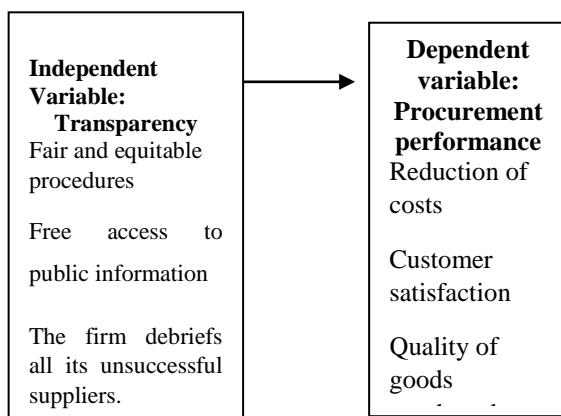 Independent
Variable:
Transparency
Fair and equitable
procedures
Free access to
public information
The firm debriefs
all its unsuccessful
suppliers.
Dependent
variable:
Procurement
performance
Reduction of
costs
Customer
satisfaction
Quality of
goods